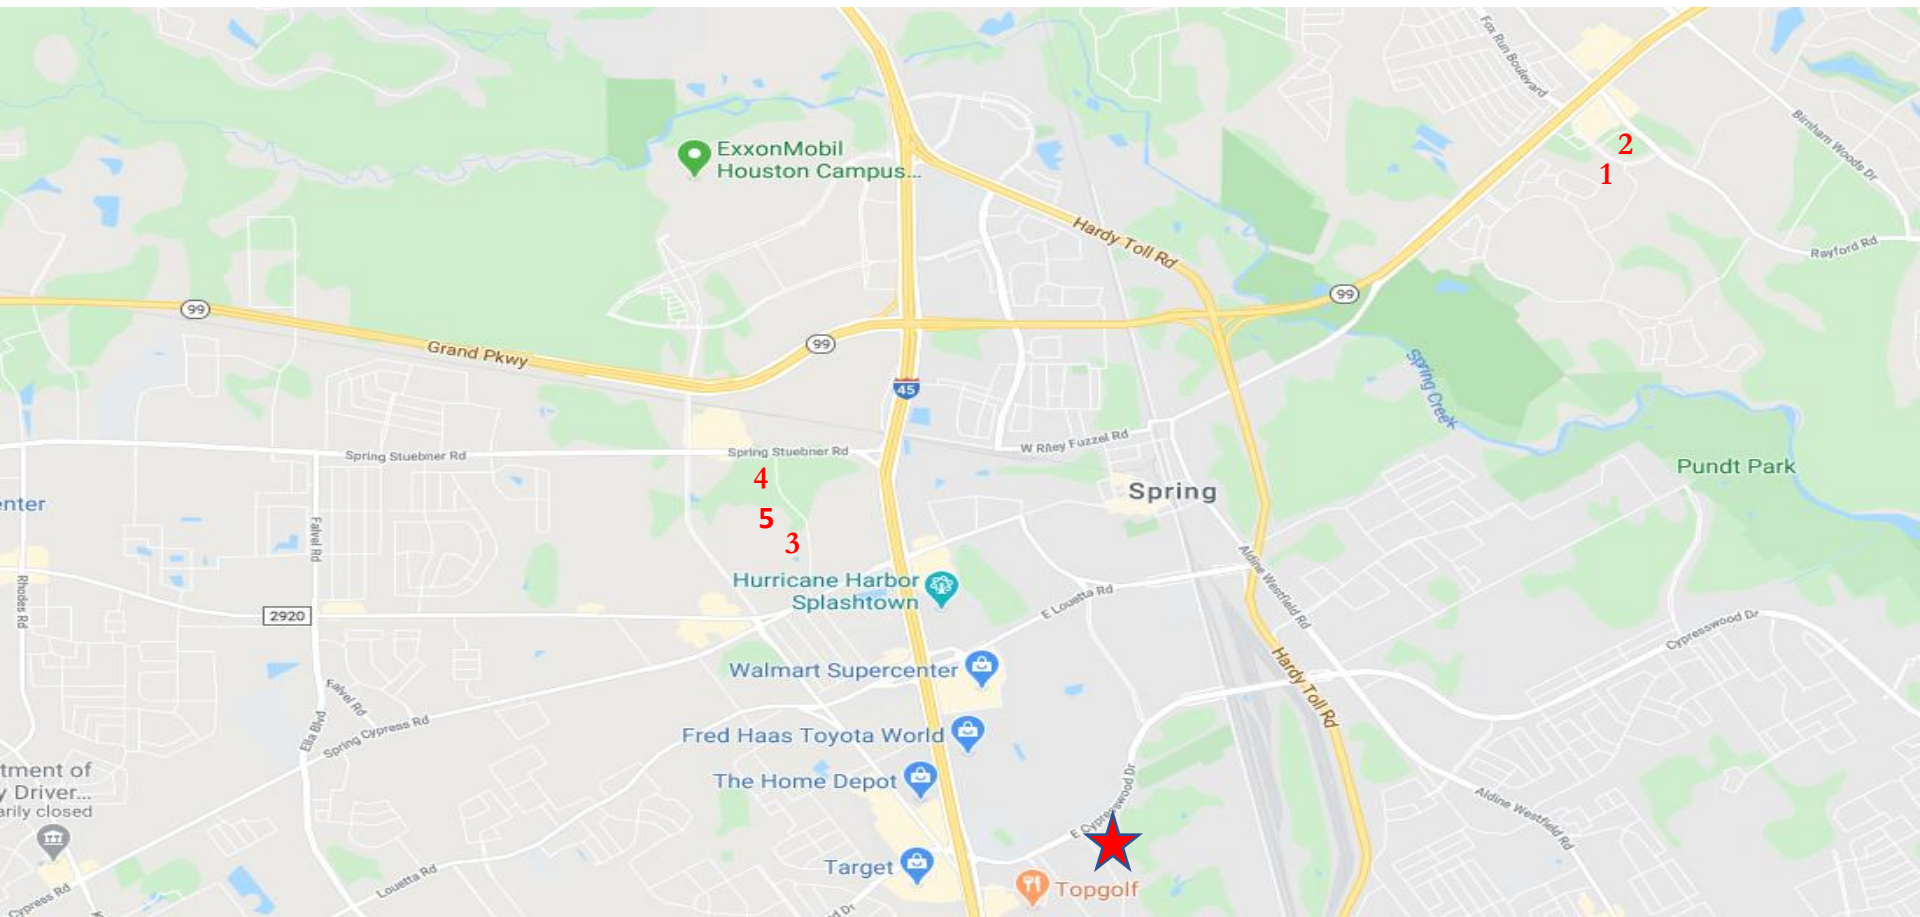 Fox Run Boulevard
2
1
Birnham Woods Dr
Rayford Rd
ExxonMobil
Houston Campus...
Hardy Toll Rd
99
99
99
Grand Pkwy
45
Spring Creek
Spring Stuebner Rd
Spring Stuebner Rd
W Riley Fuzzel Rd
Pundt Park
4
Spring
enter
5
3
Falvel Rd
Aldine Westfield Rd
Hurricane Harbor
Splashtown
E Louetta Rd
Rhodes Rd
2920
Cypresswood Dr
Walmart Supercenter
Hardy Toll Rd
Falvel Rd
Ella Blvd
Spring Cypress Rd
Fred Haas Toyota World
tment of
y Driver...
arily closed
The Home Depot
E Cypresswood Dr
Aldine Westfield Rd
Target
Louetta Rd
Topgolf
Cypress Rd
Dr